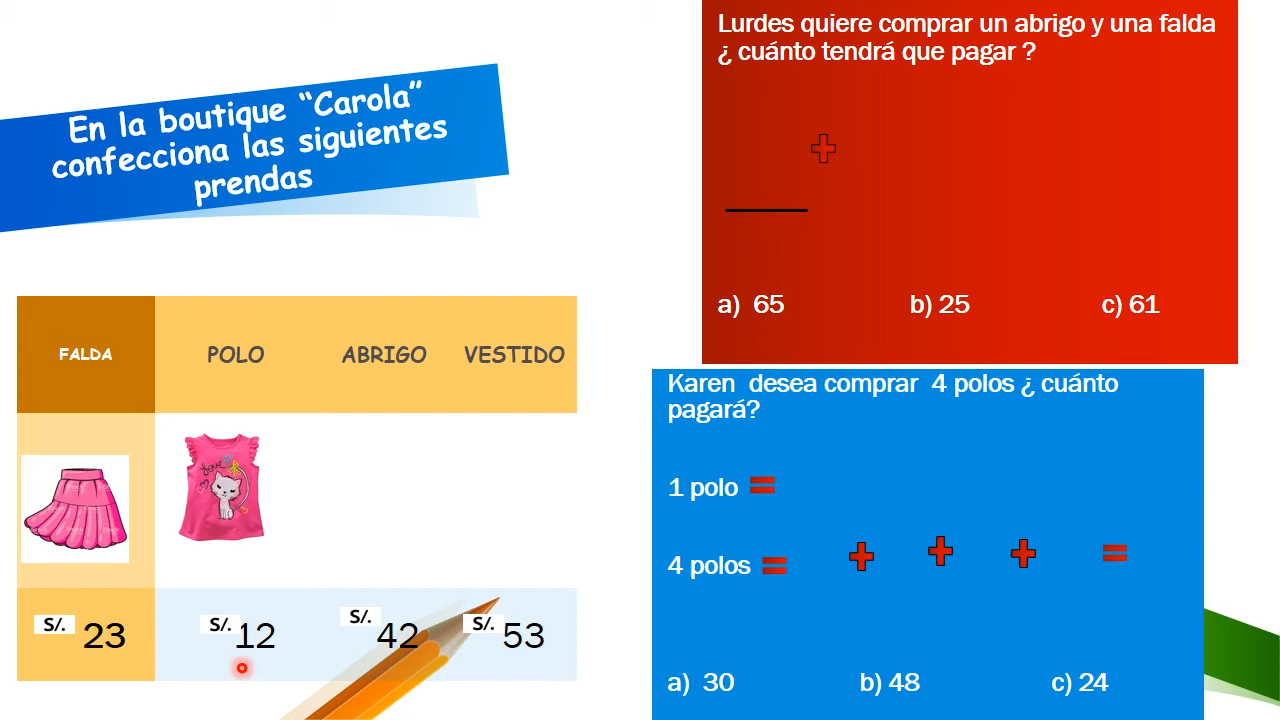 En la boutique “Carola”
confecciona las siguientes
prendas
FALDA POLO ABRIGO VESTIDO
S/. 23 S/. 12 S/. 42 S/. 53
Lurdes quiere comprar un abrigo y una falda
¿ cuánto tendrá que pagar ?
+
a) 65 b) 25 c) 61
Karen desea comprar 4 polos ¿ cuánto
pagará?
1 polo =
4 polos = + + + =
a) 30 b) 48 c) 24